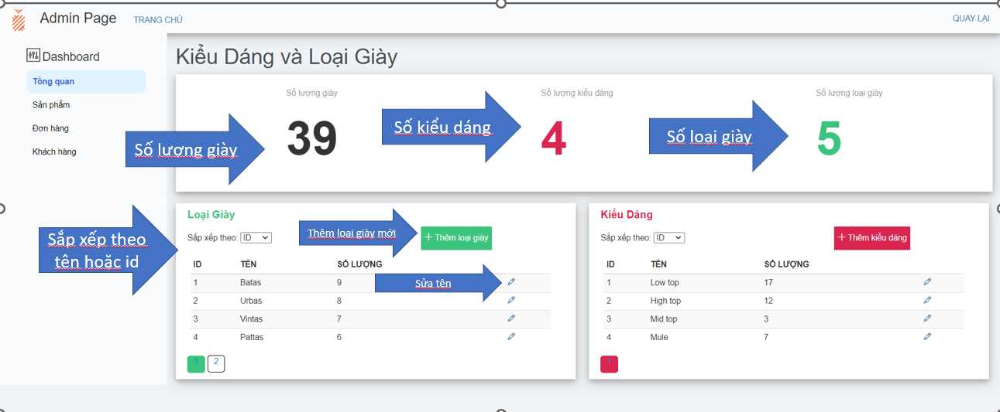 Admin Page
TRANG CHỦ
QUAY LẠI
Dashboard
Tổng quan
Sản phẩm
Đơn hàng
Khách hàng
Kiểu Dáng và Loại Giày
Số lượng giày
39
Số lượng kiểu dáng
4
Số lượng loại giày
5
Số lượng giày
Số kiểu dáng
Số loại giày
Sắp xếp theo
tên hoặc id
Loại Giày
Sắp xếp theo: ID
Thêm loại giày mới
+ Thêm loại giày
ID TÊN SỐ LƯỢNG
1 Batas 9
Sửa tên
2 Urbas 8
3 Vintas 7
4 Pattas 6
1 2
Kiểu Dáng
Sắp xếp theo: ID
+ Thêm kiểu dáng
ID TÊN SỐ LƯỢNG
1 Low top 17
2 High top 12
3 Mid top 3
4 Mule 7
1